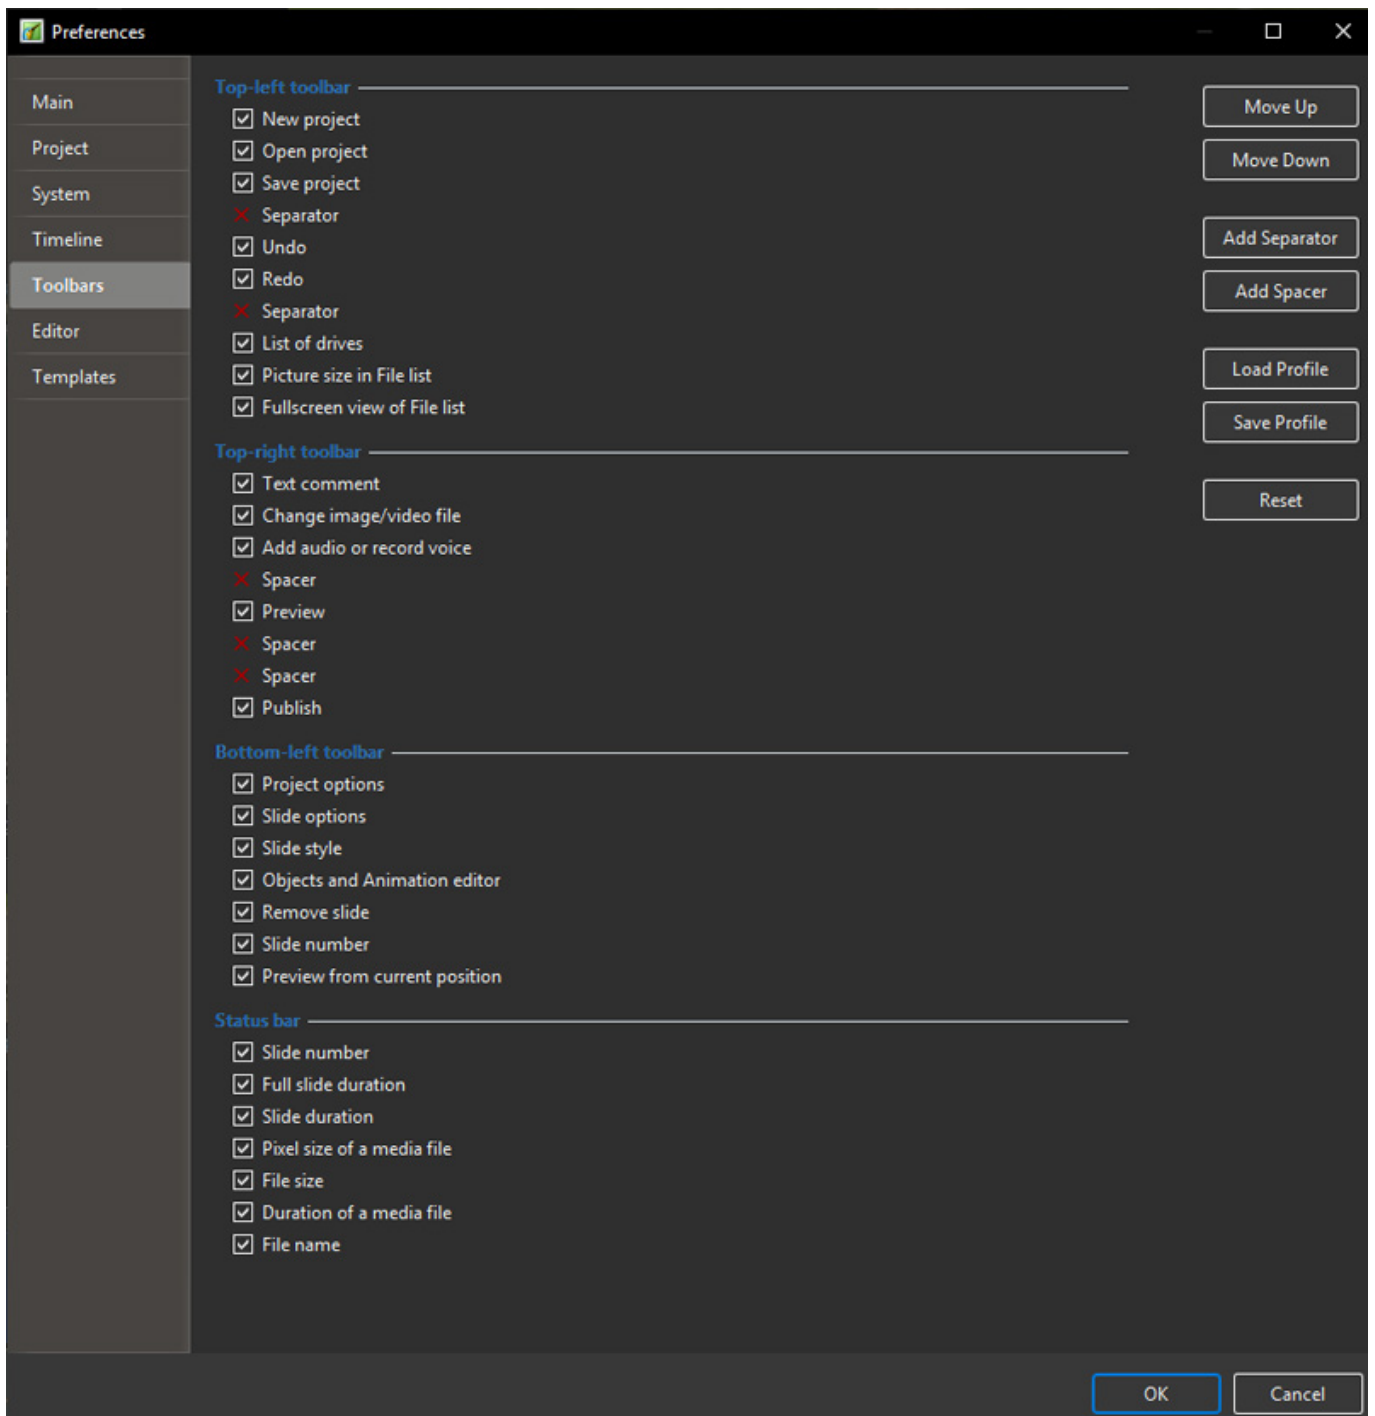 Preferences
Main
Project
System
Timeline
Toolbars
Editor
Templates
Top-left toolbar
New project
Open project
Save project
Separator
Undo
Redo
Separator
List of drives
Picture size in File list
Fullscreen view of File list
Top-right toolbar
Text comment
Change image/video file
Add audio or record voice
Spacer
Preview
Spacer
Spacer
Publish
Bottom-left toolbar
Project options
Slide options
Slide style
Objects and Animation editor
Remove slide
Slide number
Preview from current position
Status bar
Slide number
Full slide duration
Slide duration
Pixel size of a media file
File size
Duration of a media file
File name
Move Up
Move Down
Add Separator
Add Spacer
Load Profile
Save Profile
Reset
OK
Cancel